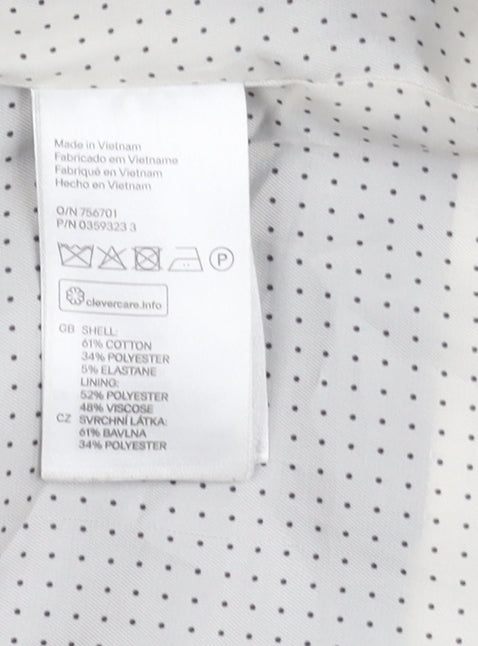 Made in Vietnam
Fabricado em Vietname
Fabriqué en Vietnam
Hecho en Vietnam
O/N 756701
P/N 0359323 3
P
clevercare.info
GB SHELL:
61% COTTON
34% POLYESTER
5% ELASTANE
LINING:
52% POLYESTER
48% VISCOSE
CZ SVRCHNÍ LÁTKA:
61% BAVLNA
34% POLYESTER